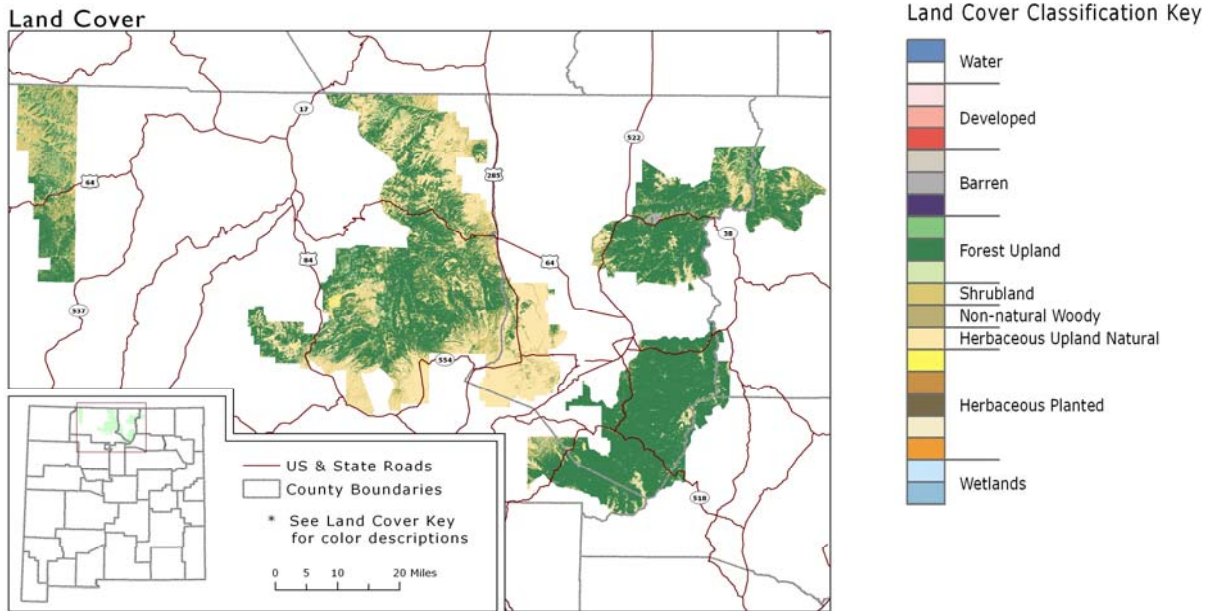 Land Cover
17
64
285
522
38
84
64
537
554
518
US & State Roads
County Boundaries
* See Land Cover Key
for color descriptions
0 5 10 20 Miles
Land Cover Classification Key
Water
Developed
Barren
Forest Upland
Shrubland
Non-natural Woody
Herbaceous Upland Natural
Herbaceous Planted
Wetlands